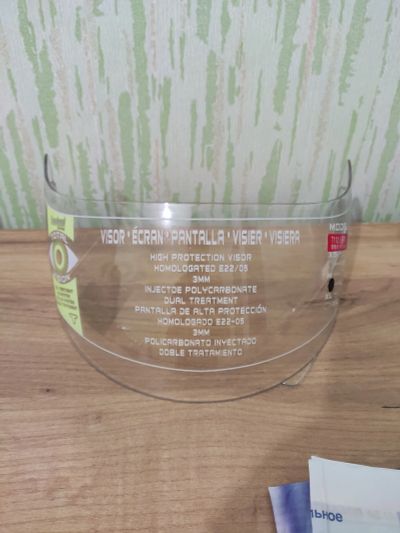 VISOR • ÉCRAN • PANTALLA • VISIER • VISIERA
HIGH PROTECTION VISOR
HOMOLOGATED E22/05
3MM
INJECTOE POLYCARBONATE
DUAL TREATMENT
PANTALLA DE ALTA PROTECCIÓN
HOMOLOGADO E22-05
3MM
POLICARBONATO INYECTADO
DOBLE TRATAMIENTO